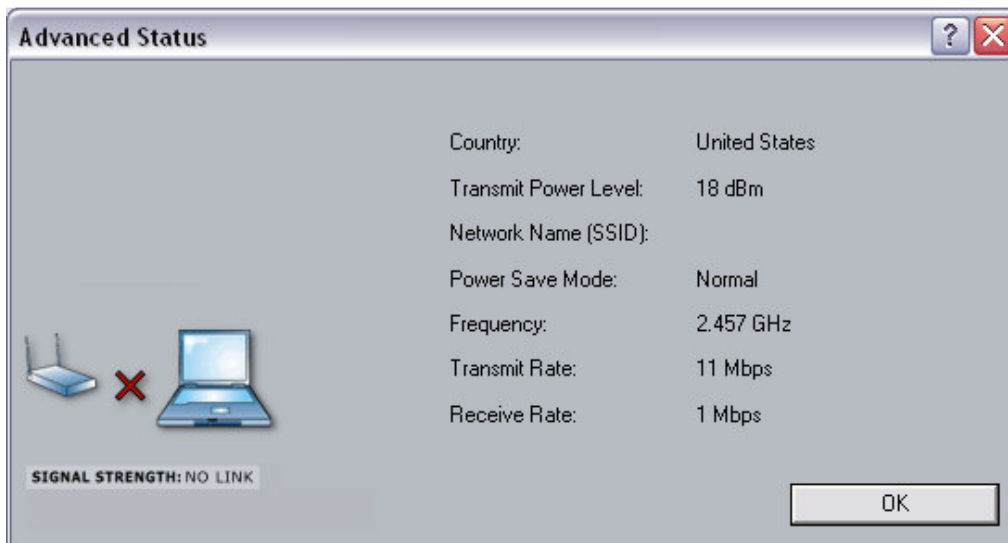 Advanced Status
Country: United States
Transmit Power Level: 18 dBm
Network Name (SSID):
Power Save Mode: Normal
Frequency: 2.457 GHz
Transmit Rate: 11 Mbps
Receive Rate: 1 Mbps
SIGNAL STRENGTH: NO LINK
OK